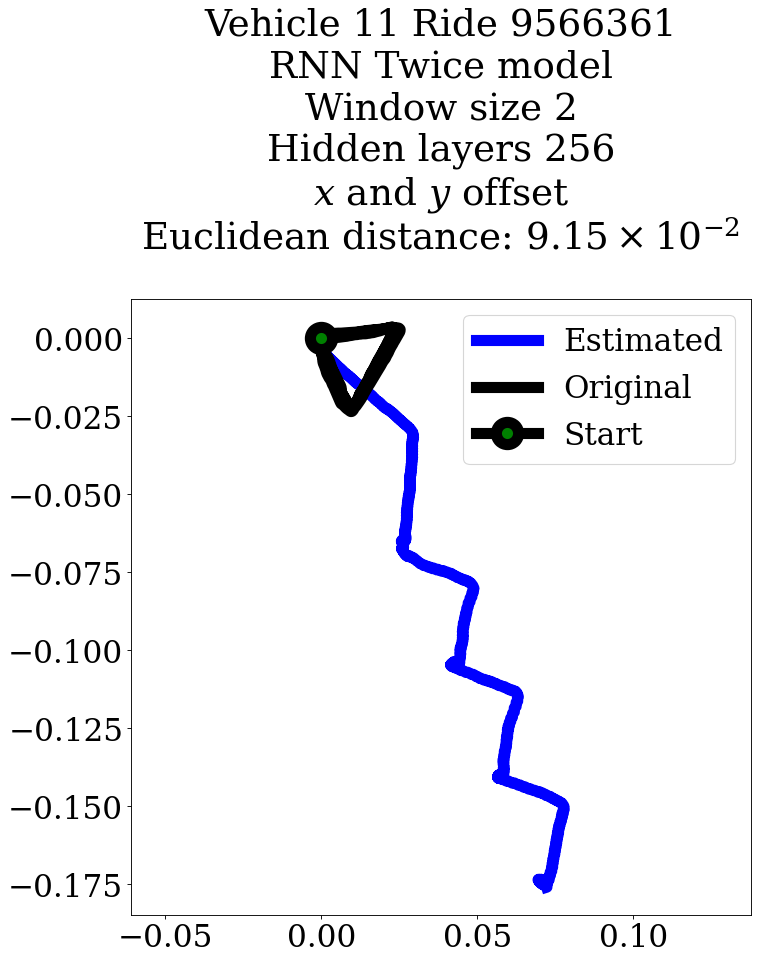 Vehicle 11 Ride 9566361
RNN Twice model
Window size 2
Hidden layers 256
x and y offset
Euclidean distance: 9.15 × 10⁻²
Estimated
Original
Start
0.000
−0.025
−0.050
−0.075
−0.100
−0.125
−0.150
−0.175
−0.05 0.00 0.05 0.10